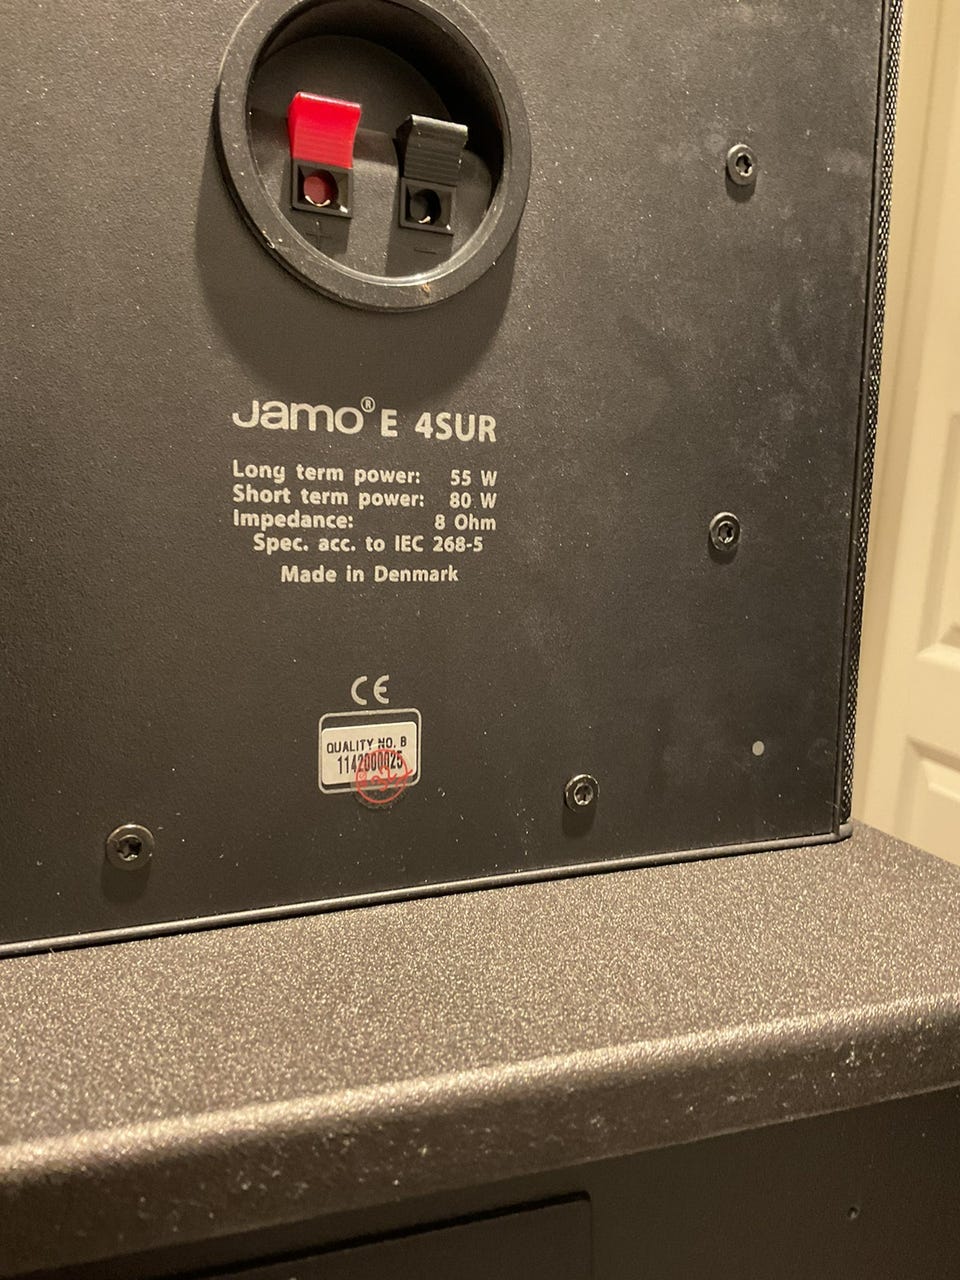 + −
Jamo® E 4SUR
Long term power: 55 W
Short term power: 80 W
Impedance: 8 Ohm
Spec. acc. to IEC 268-5
Made in Denmark
CE
QUALITY NO. B
1142000025